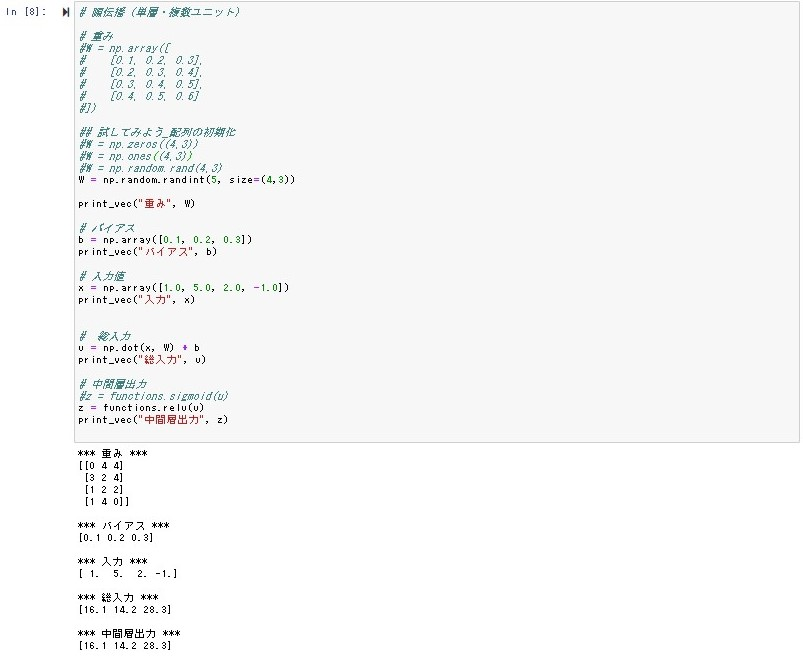 In [8]:
# 順伝播（単層・複数ユニット）
# 重み
#W = np.array([
#    [0.1, 0.2, 0.3],
#    [0.2, 0.3, 0.4],
#    [0.3, 0.4, 0.5],
#    [0.4, 0.5, 0.6]
#])
## 試してみよう_配列の初期化
#W = np.zeros((4,3))
#W = np.ones((4,3))
#W = np.random.rand(4,3)
W = np.random.randint(5, size=(4,3))
print_vec("重み", W)
# バイアス
b = np.array([0.1, 0.2, 0.3])
print_vec("バイアス", b)
# 入力値
x = np.array([1.0, 5.0, 2.0, -1.0])
print_vec("入力", x)
#  総入力
u = np.dot(x, W) + b
print_vec("総入力", u)
# 中間層出力
#z = functions.sigmoid(u)
z = functions.relu(u)
print_vec("中間層出力", z)
*** 重み ***
[[0 4 4]
 [3 2 4]
 [1 2 2]
 [1 4 0]]
*** バイアス ***
[0.1 0.2 0.3]
*** 入力 ***
[ 1.  5.  2. -1.]
*** 総入力 ***
[16.1 14.2 28.3]
*** 中間層出力 ***
[16.1 14.2 28.3]